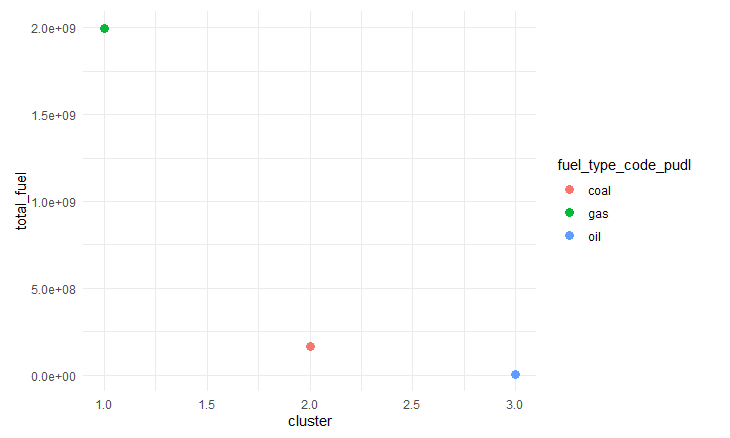 total_fuel
2.0e+09
1.5e+09
1.0e+09
5.0e+08
0.0e+00
1.0 1.5 2.0 2.5 3.0
cluster
fuel_type_code_pudl
coal
gas
oil